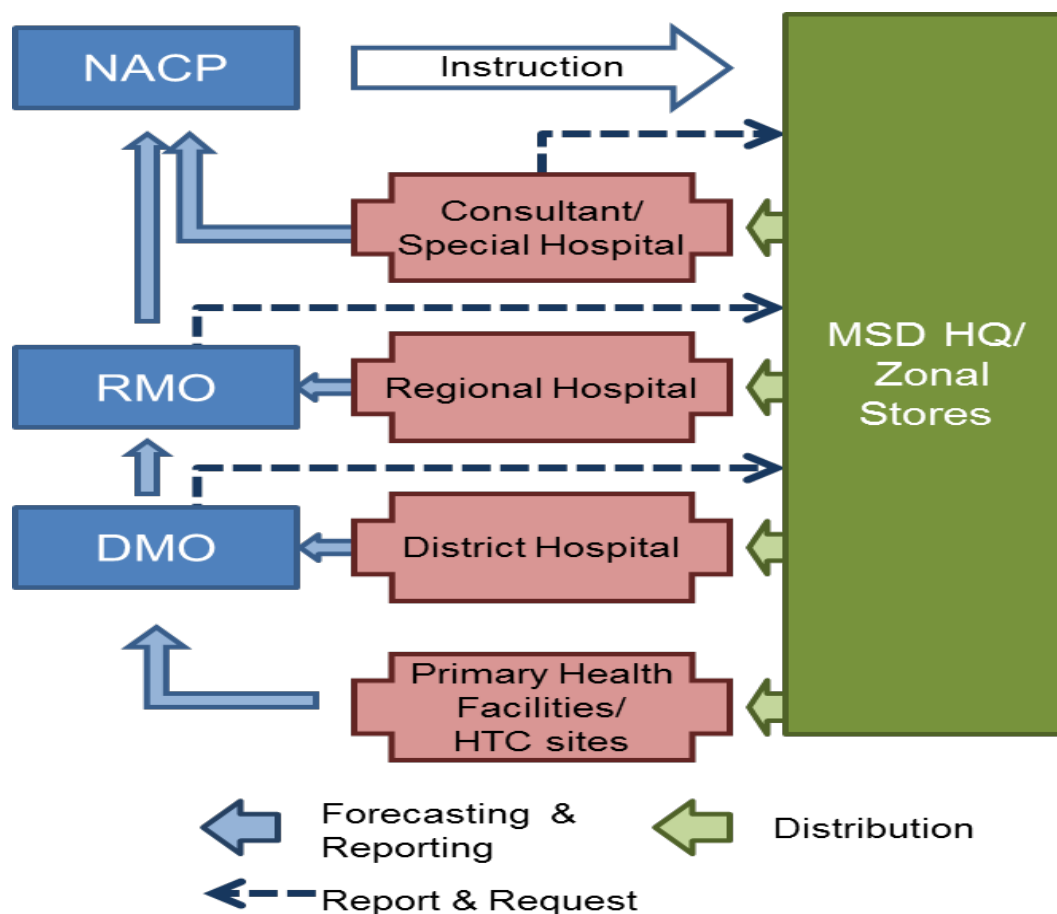 NACP
Instruction
Consultant/
Special Hospital
RMO
Regional Hospital
MSD HQ/
Zonal
Stores
DMO
District Hospital
Primary Health
Facilities/
HTC sites
Forecasting &
Reporting
Distribution
Report & Request